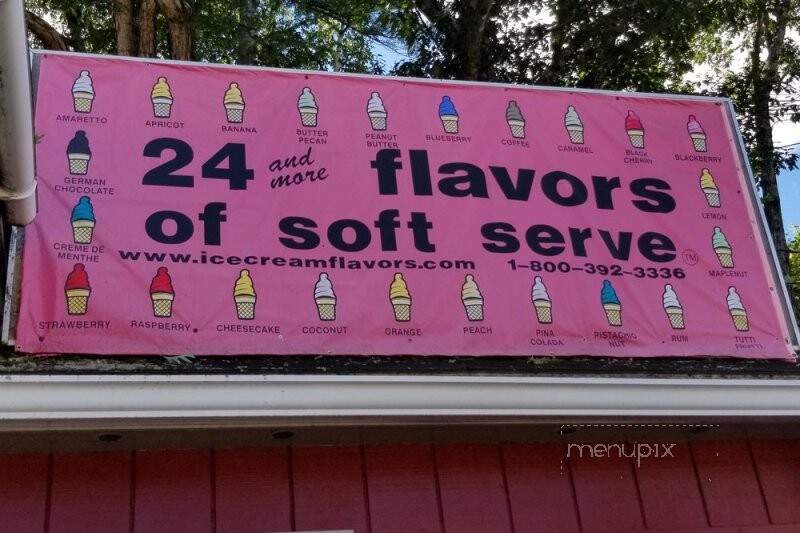 AMARETTO
APRICOT
BANANA
BUTTER
PECAN
PEANUT
BUTTER
BLUEBERRY
COFFEE
CARAMEL
BLACK
CHERRY
BLACKBERRY
GERMAN
CHOCOLATE
24 and more flavors
LEMON
CREME DE
MENTHE
of soft serve TM
MAPLENUT
www.icecreamflavors.com 1-800-392-3336
STRAWBERRY
RASPBERRY
CHEESECAKE
COCONUT
ORANGE
PEACH
PINA
COLADA
PISTACHIO
NUT
RUM
TUTTI
FRUTTI
menupix